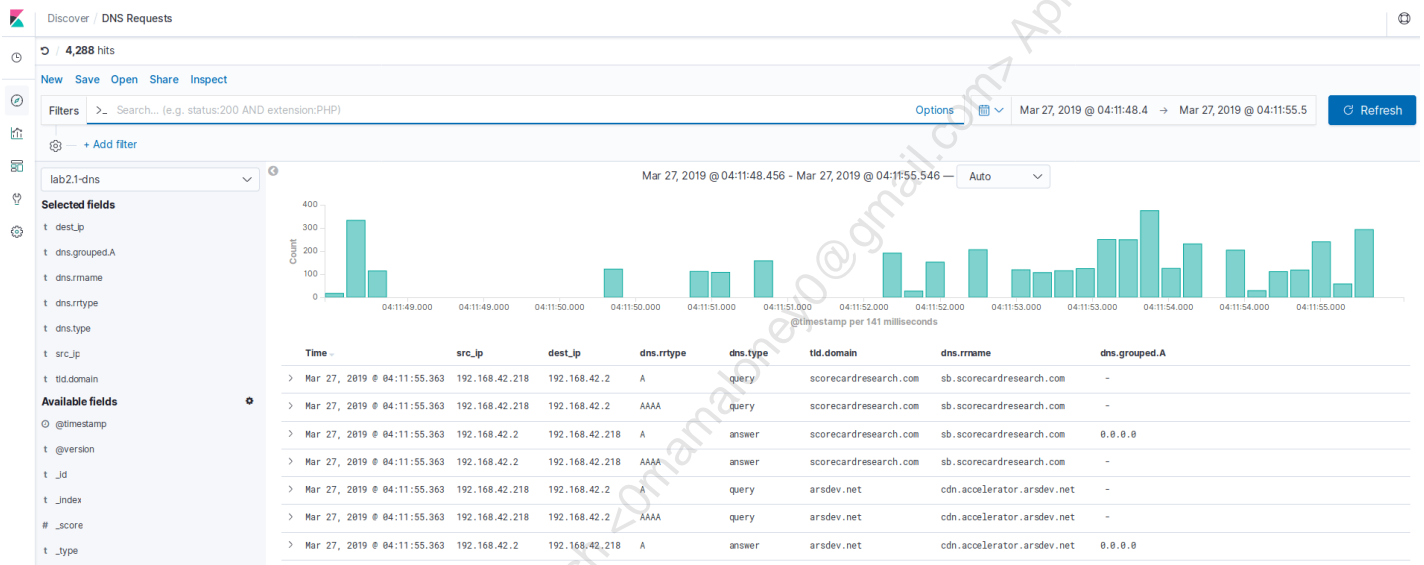 Discover / DNS Requests
4,288 hits
New Save Open Share Inspect
Filters >_ Search... (e.g. status:200 AND extension:PHP) Options Mar 27, 2019 @ 04:11:48.4 → Mar 27, 2019 @ 04:11:55.5 Refresh
+ Add filter
lab2.1-dns
Selected fields
t dest_ip
t dns.grouped.A
t dns.rrname
t dns.rrtype
t dns.type
t src_ip
t tld.domain
Available fields
@timestamp
t @version
t _id
t _index
# _score
t _type
Mar 27, 2019 @ 04:11:48.456 - Mar 27, 2019 @ 04:11:55.546 — Auto
Count
400
300
200
100
0
04:11:49.000 04:11:49.000 04:11:50.000 04:11:50.000 04:11:51.000 04:11:51.000 04:11:52.000 04:11:52.000 04:11:53.000 04:11:53.000 04:11:54.000 04:11:54.000 04:11:55.000
@timestamp per 141 milliseconds
Time src_ip dest_ip dns.rrtype dns.type tld.domain dns.rrname dns.grouped.A
> Mar 27, 2019 @ 04:11:55.363 192.168.42.218 192.168.42.2 A query scorecardresearch.com sb.scorecardresearch.com -
> Mar 27, 2019 @ 04:11:55.363 192.168.42.218 192.168.42.2 AAAA query scorecardresearch.com sb.scorecardresearch.com -
> Mar 27, 2019 @ 04:11:55.363 192.168.42.2 192.168.42.218 A answer scorecardresearch.com sb.scorecardresearch.com 0.0.0.0
> Mar 27, 2019 @ 04:11:55.363 192.168.42.2 192.168.42.218 AAAA answer scorecardresearch.com sb.scorecardresearch.com -
> Mar 27, 2019 @ 04:11:55.363 192.168.42.218 192.168.42.2 A query arsdev.net cdn.accelerator.arsdev.net -
> Mar 27, 2019 @ 04:11:55.363 192.168.42.218 192.168.42.2 AAAA query arsdev.net cdn.accelerator.arsdev.net -
> Mar 27, 2019 @ 04:11:55.363 192.168.42.2 192.168.42.218 A answer arsdev.net cdn.accelerator.arsdev.net 0.0.0.0
<0mamaloney0@gmail.com>